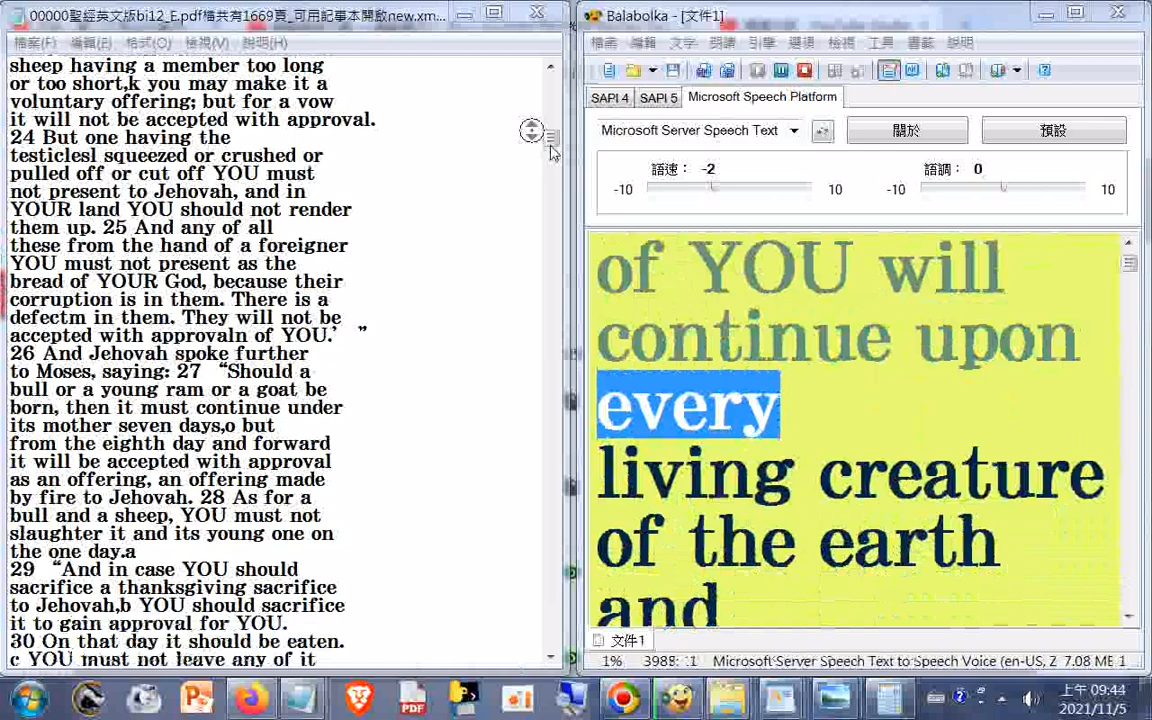 00000聖經英文版bi12_E.pdf檔共有1669頁_可用記事本開啟new.xm...
檔案(F) 編輯(E) 格式(O) 檢視(V) 說明(H)
sheep having a member too long
or too short,k you may make it a
voluntary offering; but for a vow
it will not be accepted with approval.
24 But one having the
testiclesl squeezed or crushed or
pulled off or cut off YOU must
not present to Jehovah, and in
YOUR land YOU should not render
them up. 25 And any of all
these from the hand of a foreigner
YOU must not present as the
bread of YOUR God, because their
corruption is in them. There is a
defectm in them. They will not be
accepted with approvaln of YOU.’ ”
26 And Jehovah spoke further
to Moses, saying: 27 “Should a
bull or a young ram or a goat be
born, then it must continue under
its mother seven days,o but
from the eighth day and forward
it will be accepted with approval
as an offering, an offering made
by fire to Jehovah. 28 As for a
bull and a sheep, YOU must not
slaughter it and its young one on
the one day.a
29 “And in case YOU should
sacrifice a thanksgiving sacrifice
to Jehovah,b YOU should sacrifice
it to gain approval for YOU.
30 On that day it should be eaten.
c YOU must not leave any of it
Balabolka - [文件1]
檔案 編輯 文字 朗讀 引擎 選項 檢視 工具 書籤 說明
SAPI 4 SAPI 5 Microsoft Speech Platform
Microsoft Server Speech Text 關於 預設
語速： -2 語調： 0
-10 10 -10 10
of YOU will
continue upon
every
living creature
of the earth
and
文件1
1% 3988: :1 Microsoft Server Speech Text to Speech Voice (en-US, Z 7.08 MB 1
PDF
上午 09:44
2021/11/5